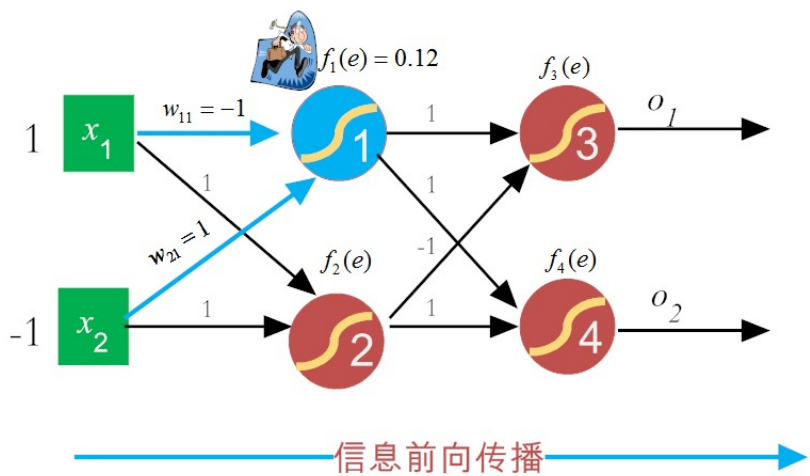 f₁(e) = 0.12
f₃(e)
1
x₁
w₁₁ = −1
1
1
3
o₁
1
1
w₂₁ = 1
f₂(e)
-1
f₄(e)
-1
x₂
1
2
1
4
o₂
信息前向传播